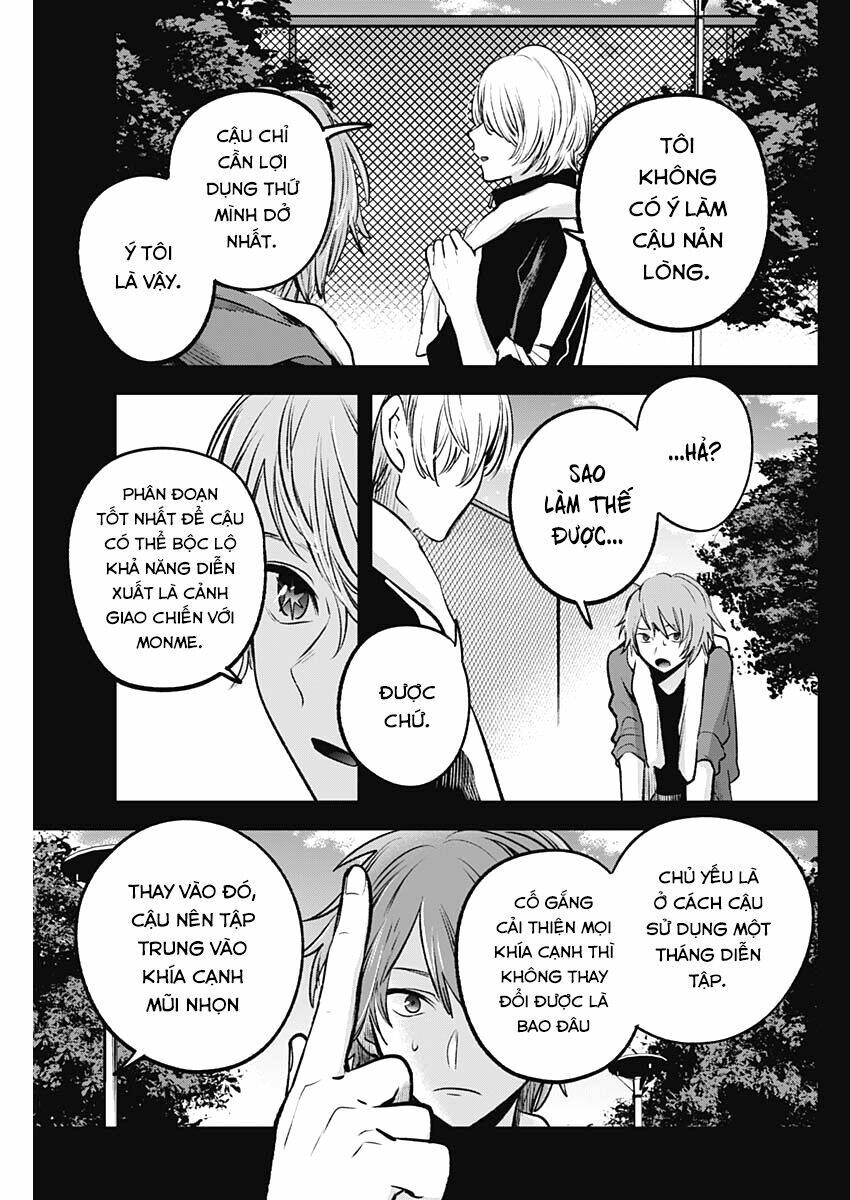 TÔI
KHÔNG
CÓ Ý LÀM
CẬU NẢN
LÒNG.
CẬU CHỈ
CẦN LỢI
DỤNG THỨ
MÌNH DỞ
NHẤT.
Ý TÔI
LÀ VẬY.
...HẢ?
SAO
LÀM THẾ
ĐƯỢC...
ĐƯỢC
CHỨ.
PHÂN ĐOẠN
TỐT NHẤT ĐỂ CẬU
CÓ THỂ BỘC LỘ
KHẢ NĂNG DIỄN
XUẤT LÀ CẢNH
GIAO CHIẾN VỚI
MONME.
CHỦ YẾU LÀ
Ở CÁCH CẬU
SỬ DỤNG MỘT
THÁNG DIỄN
TẬP.
CỐ GẮNG
CẢI THIỆN MỌI
KHÍA CẠNH THÌ
KHÔNG THAY
ĐỔI ĐƯỢC LÀ
BAO ĐÂU
THAY VÀO ĐÓ,
CẬU NÊN TẬP
TRUNG VÀO
KHÍA CẠNH
MŨI NHỌN